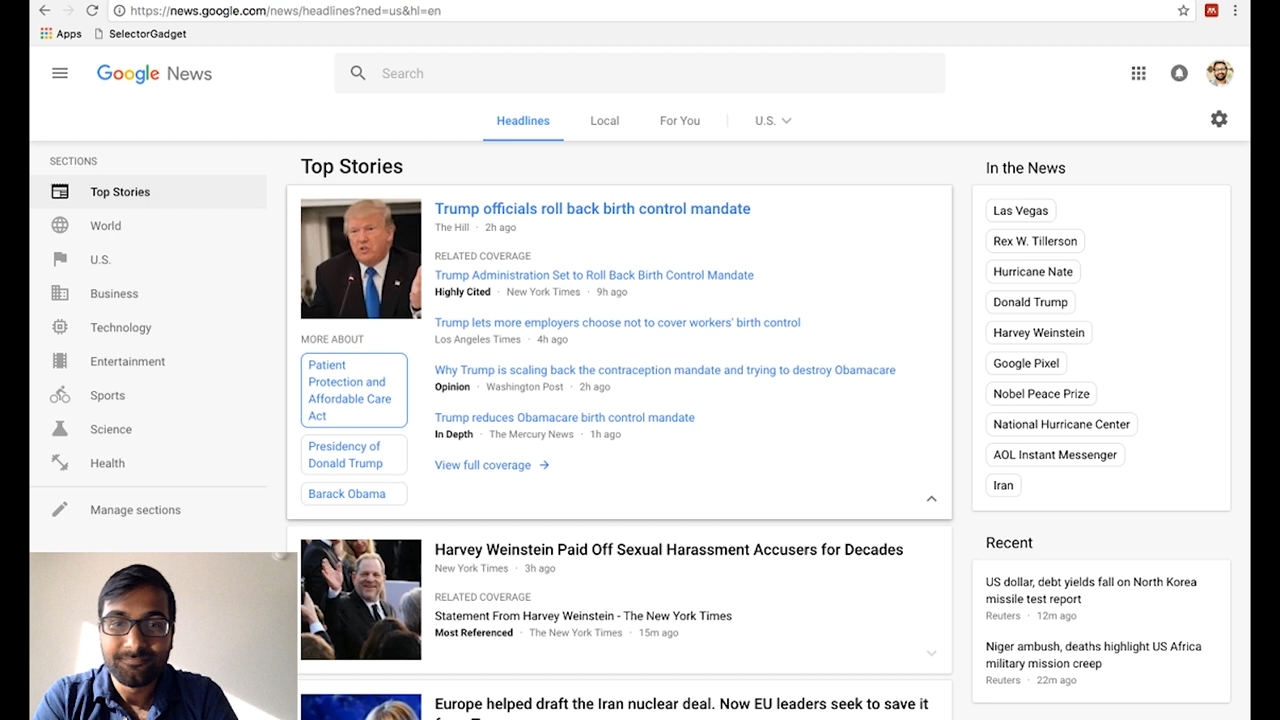 https://news.google.com/news/headlines?ned=us&hl=en
Apps
SelectorGadget
Google News
Search
Headlines
Local
For You
U.S.
SECTIONS
Top Stories
World
U.S.
Business
Technology
Entertainment
Sports
Science
Health
Manage sections
Top Stories
Trump officials roll back birth control mandate
The Hill · 2h ago
RELATED COVERAGE
Trump Administration Set to Roll Back Birth Control Mandate
Highly Cited · New York Times · 9h ago
Trump lets more employers choose not to cover workers' birth control
Los Angeles Times · 4h ago
Why Trump is scaling back the contraception mandate and trying to destroy Obamacare
Opinion · Washington Post · 2h ago
Trump reduces Obamacare birth control mandate
In Depth · The Mercury News · 1h ago
View full coverage
MORE ABOUT
Patient
Protection and
Affordable Care
Act
Presidency of
Donald Trump
Barack Obama
Harvey Weinstein Paid Off Sexual Harassment Accusers for Decades
New York Times · 3h ago
RELATED COVERAGE
Statement From Harvey Weinstein - The New York Times
Most Referenced · The New York Times · 15m ago
Europe helped draft the Iran nuclear deal. Now EU leaders seek to save it
In the News
Las Vegas
Rex W. Tillerson
Hurricane Nate
Donald Trump
Harvey Weinstein
Google Pixel
Nobel Peace Prize
National Hurricane Center
AOL Instant Messenger
Iran
Recent
US dollar, debt yields fall on North Korea
missile test report
Reuters · 12m ago
Niger ambush, deaths highlight US Africa
military mission creep
Reuters · 22m ago